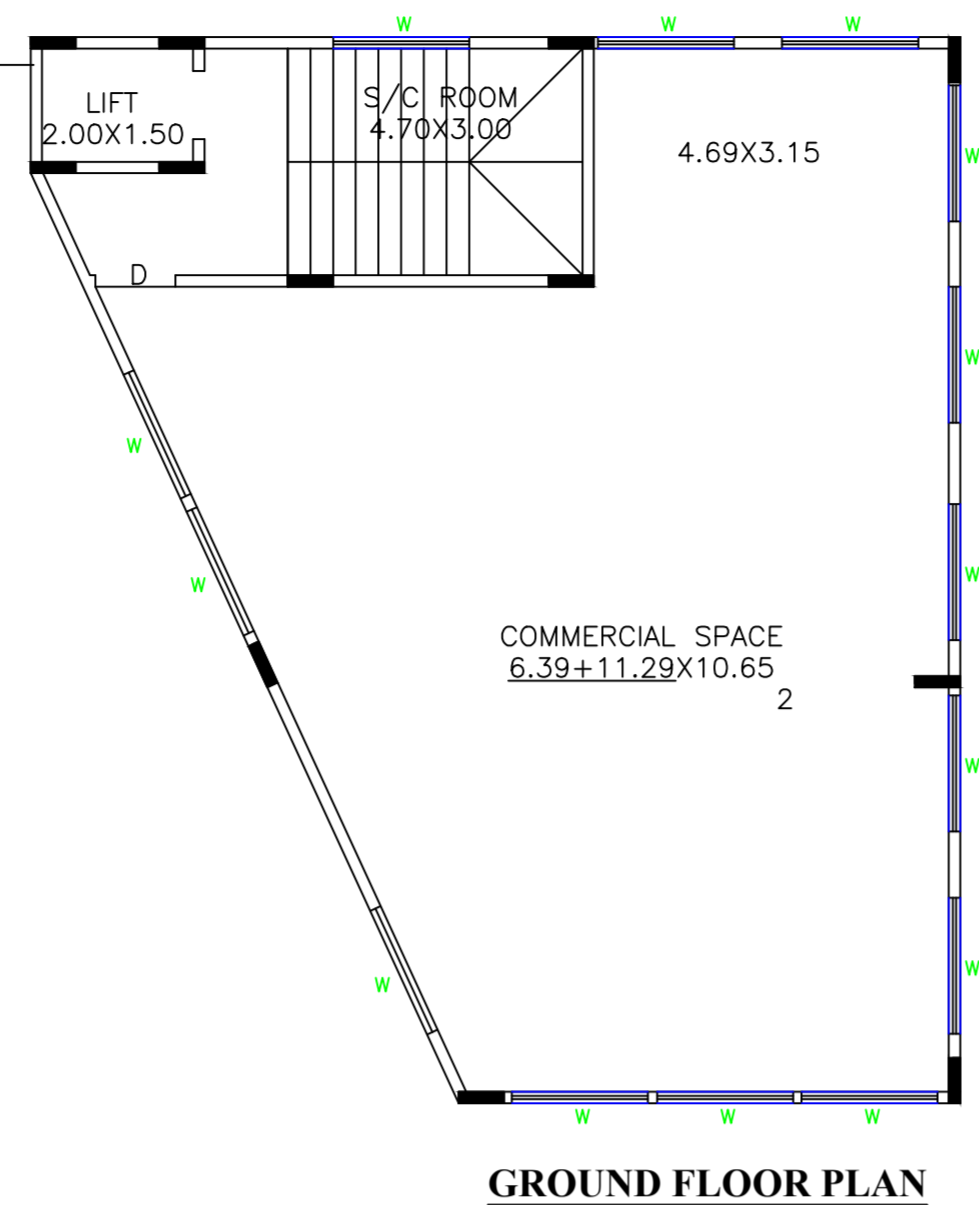 W W W
LIFT
2.00X1.50
S/C ROOM
4.70X3.00
4.69X3.15
W
D
W
W
W
W
COMMERCIAL SPACE
6.39+11.29X10.65
2
W
W
W
W
W W W
GROUND FLOOR PLAN